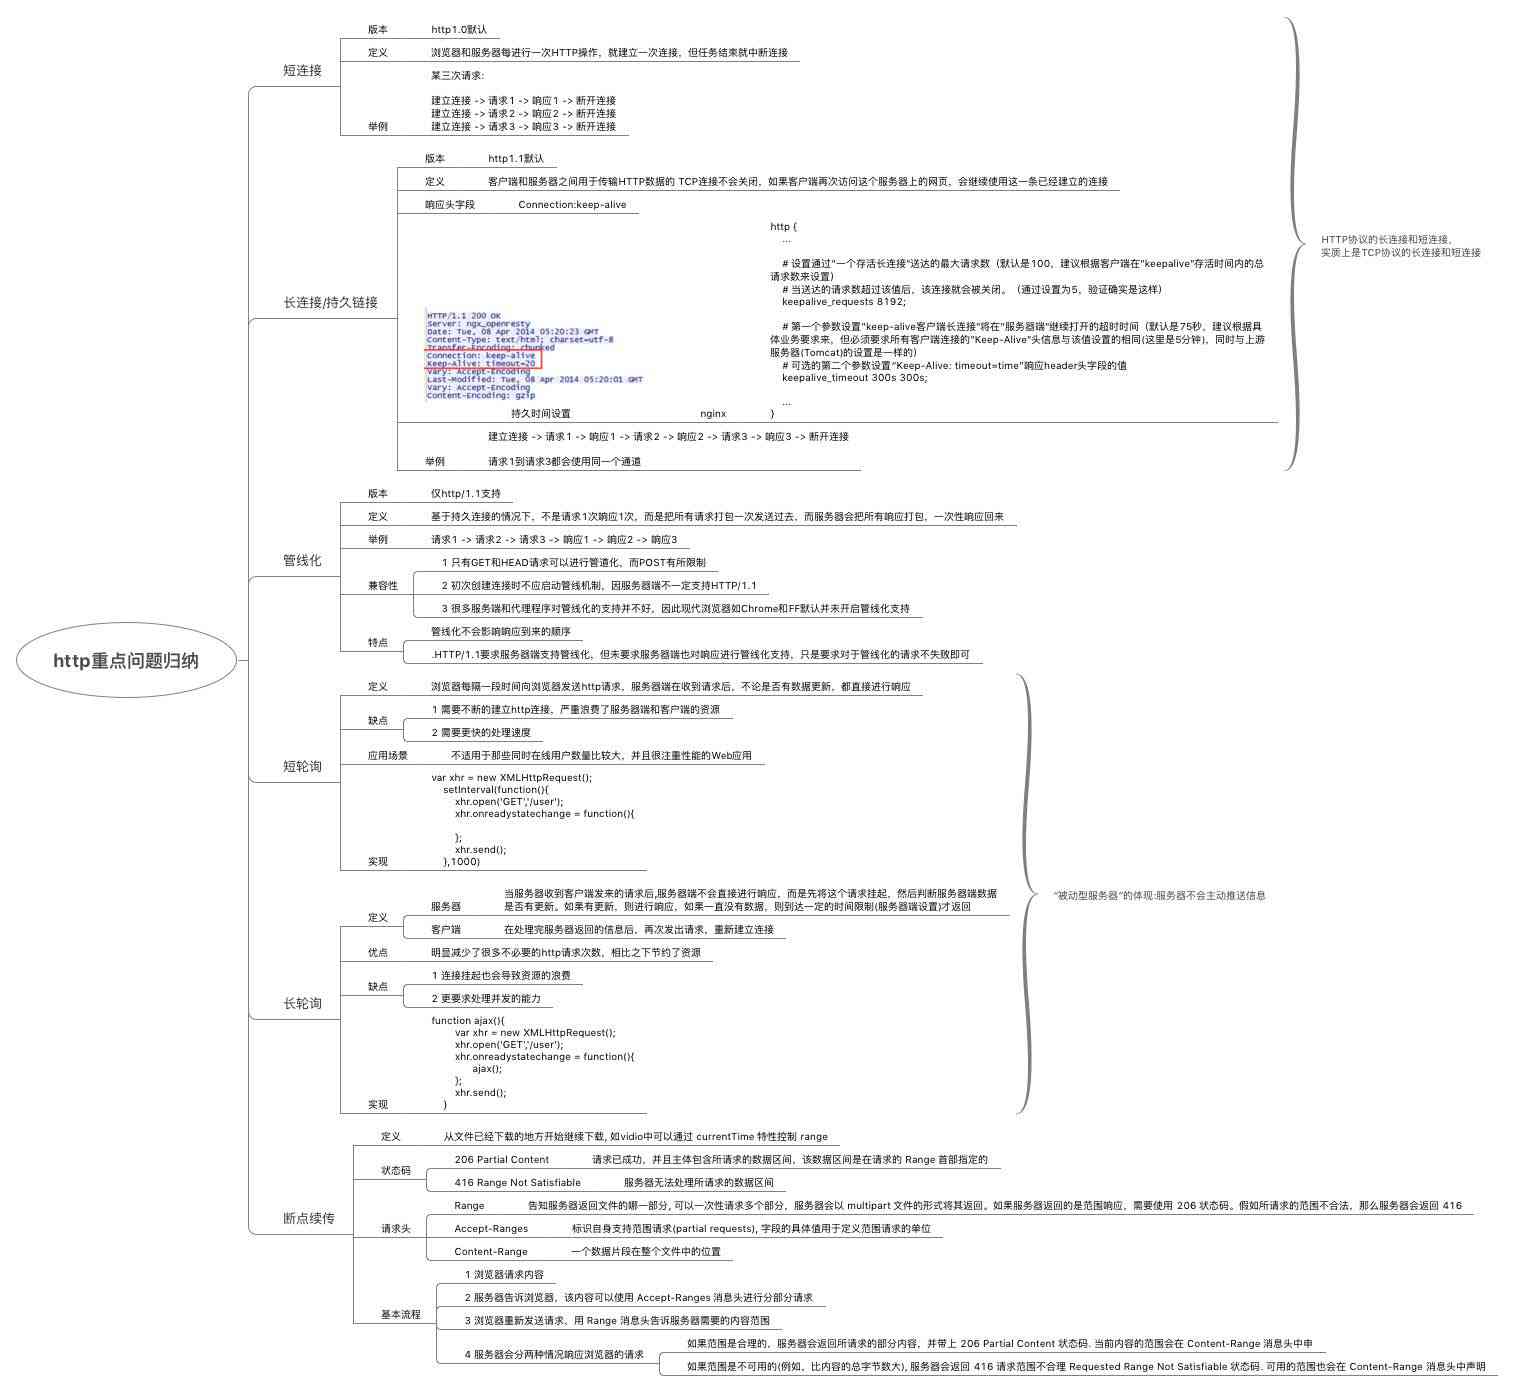 http重点问题归纳
短连接
版本
http1.0默认
定义
浏览器和服务器每进行一次HTTP操作，就建立一次连接，但任务结束就中断连接
举例
某三次请求:
建立连接 -> 请求1 -> 响应1 -> 断开连接
建立连接 -> 请求2 -> 响应2 -> 断开连接
建立连接 -> 请求3 -> 响应3 -> 断开连接
长连接/持久链接
版本
http1.1默认
定义
客户端和服务器之间用于传输HTTP数据的 TCP连接不会关闭，如果客户端再次访问这个服务器上的网页，会继续使用这一条已经建立的连接
响应头字段
Connection:keep-alive
HTTP/1.1 200 OK
Server: ngx_openresty
Date: Tue, 08 Apr 2014 05:20:23 GMT
Content-Type: text/html; charset=utf-8
Transfer-Encoding: chunked
Connection: keep-alive
Keep-Alive: timeout=20
Vary: Accept-Encoding
Last-Modified: Tue, 08 Apr 2014 05:20:01 GMT
Vary: Accept-Encoding
Content-Encoding: gzip
持久时间设置
nginx
http {
...
# 设置通过"一个存活长连接"送达的最大请求数（默认是100，建议根据客户端在"keepalive"存活时间内的总
请求数来设置）
# 当送达的请求数超过该值后，该连接就会被关闭。（通过设置为5，验证确实是这样）
keepalive_requests 8192;
# 第一个参数设置"keep-alive客户端长连接"将在"服务器端"继续打开的超时时间（默认是75秒，建议根据具
体业务要求来，但必须要求所有客户端连接的"Keep-Alive"头信息与该值设置的相同(这里是5分钟)，同时与上游
服务器(Tomcat)的设置是一样的）
# 可选的第二个参数设置“Keep-Alive: timeout=time”响应header头字段的值
keepalive_timeout 300s 300s;
...
}
举例
建立连接 -> 请求1 -> 响应1 -> 请求2 -> 响应2 -> 请求3 -> 响应3 -> 断开连接
请求1到请求3都会使用同一个通道
HTTP协议的长连接和短连接，
实质上是TCP协议的长连接和短连接
管线化
版本
仅http/1.1支持
定义
基于持久连接的情况下，不是请求1次响应1次，而是把所有请求打包一次发送过去，而服务器会把所有响应打包，一次性响应回来
举例
请求1 -> 请求2 -> 请求3 -> 响应1 -> 响应2 -> 响应3
兼容性
1 只有GET和HEAD请求可以进行管道化，而POST有所限制
2 初次创建连接时不应启动管线机制，因服务器端不一定支持HTTP/1.1
3 很多服务端和代理程序对管线化的支持并不好，因此现代浏览器如Chrome和FF默认并未开启管线化支持
特点
管线化不会影响响应到来的顺序
.HTTP/1.1要求服务器端支持管线化，但未要求服务器端也对响应进行管线化支持，只是要求对于管线化的请求不失败即可
短轮询
定义
浏览器每隔一段时间向浏览器发送http请求，服务器端在收到请求后，不论是否有数据更新，都直接进行响应
缺点
1 需要不断的建立http连接，严重浪费了服务器端和客户端的资源
2 需要更快的处理速度
应用场景
不适用于那些同时在线用户数量比较大，并且很注重性能的Web应用
实现
var xhr = new XMLHttpRequest();
setInterval(function(){
xhr.open('GET','/user');
xhr.onreadystatechange = function(){
};
xhr.send();
},1000)
长轮询
定义
服务器
当服务器收到客户端发来的请求后,服务器端不会直接进行响应，而是先将这个请求挂起，然后判断服务器端数据
是否有更新。如果有更新，则进行响应，如果一直没有数据，则到达一定的时间限制(服务器端设置)才返回
客户端
在处理完服务器返回的信息后，再次发出请求，重新建立连接
优点
明显减少了很多不必要的http请求次数，相比之下节约了资源
缺点
1 连接挂起也会导致资源的浪费
2 更要求处理并发的能力
实现
function ajax(){
var xhr = new XMLHttpRequest();
xhr.open('GET','/user');
xhr.onreadystatechange = function(){
ajax();
};
xhr.send();
}
“被动型服务器”的体现:服务器不会主动推送信息
断点续传
定义
从文件已经下载的地方开始继续下载, 如vidio中可以通过 currentTime 特性控制 range
状态码
206 Partial Content
请求已成功，并且主体包含所请求的数据区间，该数据区间是在请求的 Range 首部指定的
416 Range Not Satisfiable
服务器无法处理所请求的数据区间
请求头
Range
告知服务器返回文件的哪一部分, 可以一次性请求多个部分，服务器会以 multipart 文件的形式将其返回。如果服务器返回的是范围响应，需要使用 206 状态码。假如所请求的范围不合法，那么服务器会返回 416
Accept-Ranges
标识自身支持范围请求(partial requests), 字段的具体值用于定义范围请求的单位
Content-Range
一个数据片段在整个文件中的位置
基本流程
1 浏览器请求内容
2 服务器告诉浏览器，该内容可以使用 Accept-Ranges 消息头进行分部分请求
3 浏览器重新发送请求，用 Range 消息头告诉服务器需要的内容范围
4 服务器会分两种情况响应浏览器的请求
如果范围是合理的，服务器会返回所请求的部分内容，并带上 206 Partial Content 状态码. 当前内容的范围会在 Content-Range 消息头中申
如果范围是不可用的(例如，比内容的总字节数大), 服务器会返回 416 请求范围不合理 Requested Range Not Satisfiable 状态码. 可用的范围也会在 Content-Range 消息头中声明